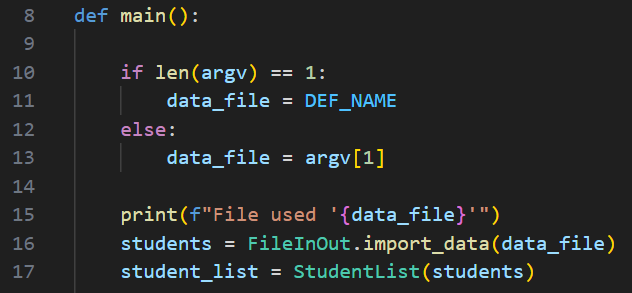 8 def main():
9
10 if len(argv) == 1:
11 data_file = DEF_NAME
12 else:
13 data_file = argv[1]
14
15 print(f"File used '{data_file}'")
16 students = FileInOut.import_data(data_file)
17 student_list = StudentList(students)